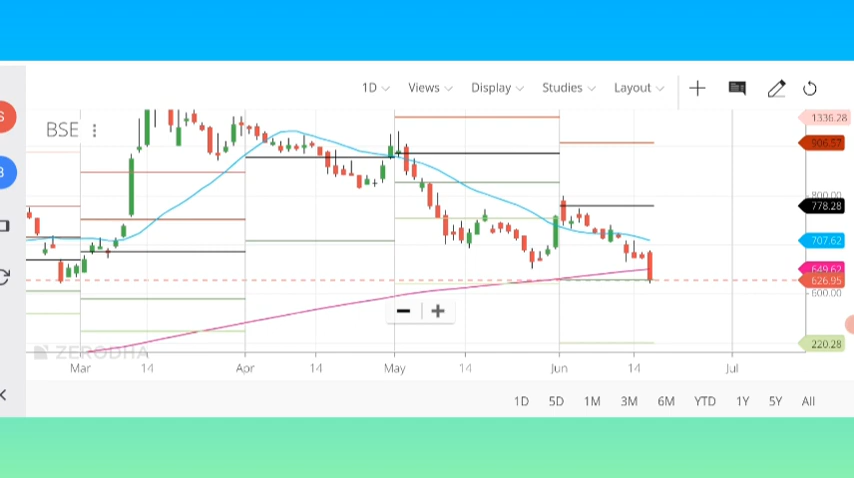 1D Views Display Studies Layout
BSE
1336.28
906.57
800.00
778.28
707.62
649.62
626.95
600.00
220.28
ZERODHA
Mar 14 Apr 14 May 14 Jun 14 Jul
1D 5D 1M 3M 6M YTD 1Y 5Y All